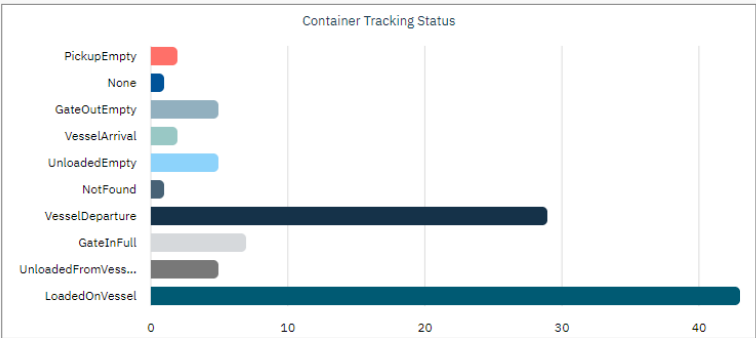 Container Tracking Status
PickupEmpty
None
GateOutEmpty
VesselArrival
UnloadedEmpty
NotFound
VesselDeparture
GateInFull
UnloadedFromVess...
LoadedOnVessel
0 10 20 30 40